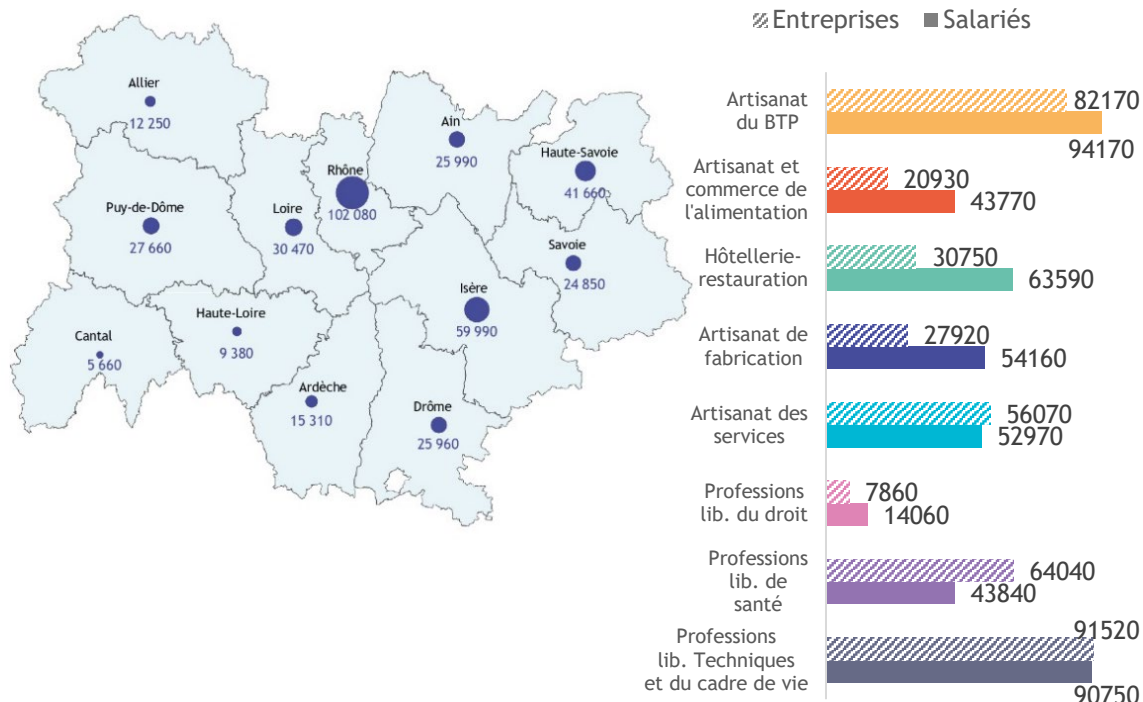 Entreprises
Salariés
Allier
12 250
Ain
25 990
Haute-Savoie
41 660
Rhône
102 080
Puy-de-Dôme
27 660
Loire
30 470
Savoie
24 850
Isère
59 990
Haute-Loire
9 380
Cantal
5 660
Ardèche
15 310
Drôme
25 960
Artisanat
du BTP
82170
94170
Artisanat et
commerce de
l'alimentation
20930
43770
Hôtellerie-
restauration
30750
63590
Artisanat de
fabrication
27920
54160
Artisanat des
services
56070
52970
Professions
lib. du droit
7860
14060
Professions
lib. de
santé
64040
43840
Professions
lib. Techniques
et du cadre de vie
91520
90750